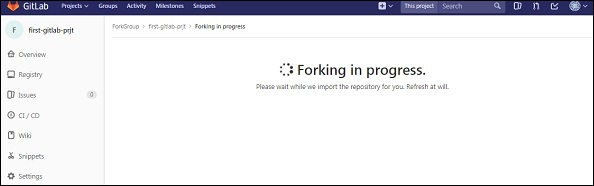 GitLab Projects Groups Activity Milestones Snippets This project Search
F first-gitlab-prjt
ForkGroup > first-gitlab-prjt > Forking in progress
Overview
Registry
Issues 0
CI / CD
Wiki
Snippets
Settings
Forking in progress.
Please wait while we import the repository for you. Refresh at will.